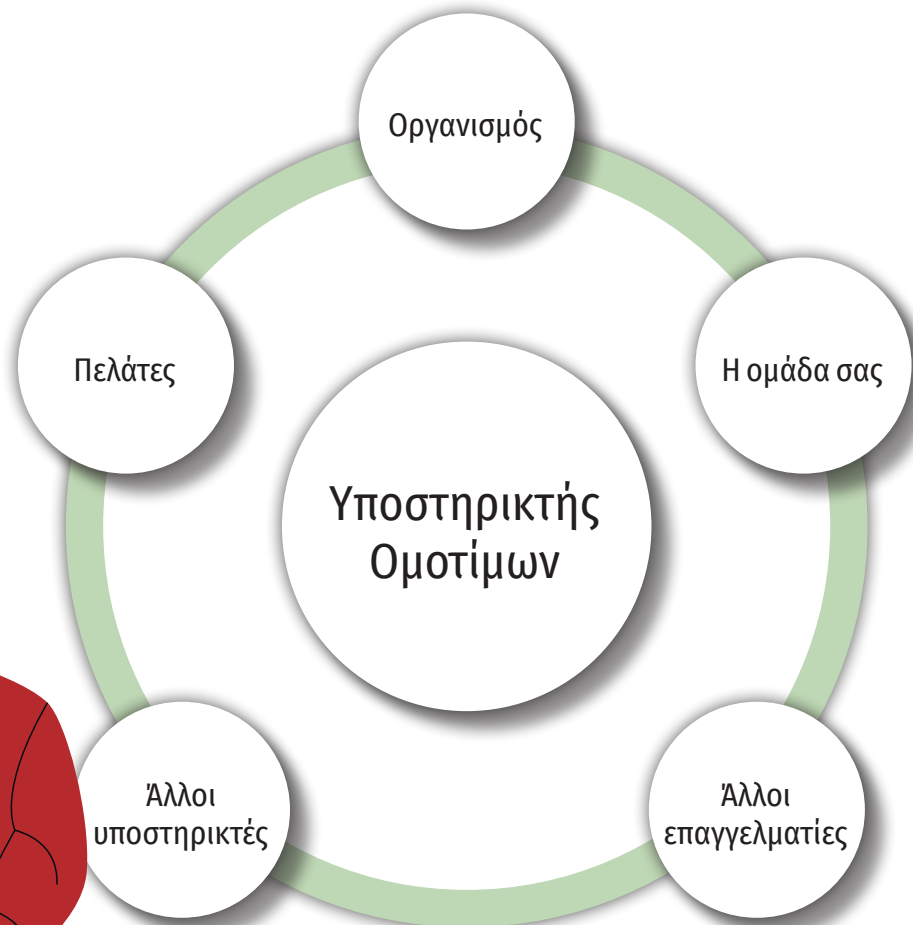 Οργανισμός
Πελάτες
Η ομάδα σας
Υποστηρικτής
Ομοτίμων
Άλλοι
υποστηρικτές
Άλλοι
επαγγελματίες